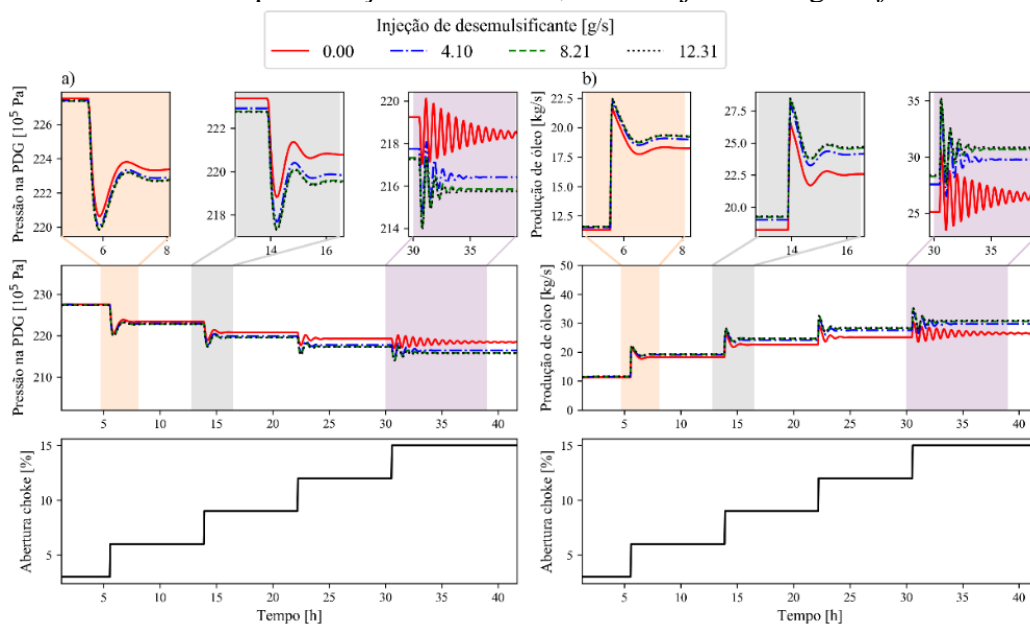 Injeção de desemulsificante [g/s]
0.00 4.10 8.21 12.31
a)
Pressão na PDG [10⁵ Pa]
226
224
222
220
6 8
222
220
218
14 16
220
218
216
214
30 35
b)
Produção de óleo [kg/s]
22.5
20.0
17.5
15.0
12.5
6 8
27.5
25.0
22.5
20.0
14 16
35
30
25
30 35
Pressão na PDG [10⁵ Pa]
230
220
210
5 10 15 20 25 30 35 40
Produção de óleo [kg/s]
50
40
30
20
10
0
5 10 15 20 25 30 35 40
Abertura choke [%]
15
10
5
5 10 15 20 25 30 35 40
Tempo [h]
Abertura choke [%]
15
10
5
5 10 15 20 25 30 35 40
Tempo [h]